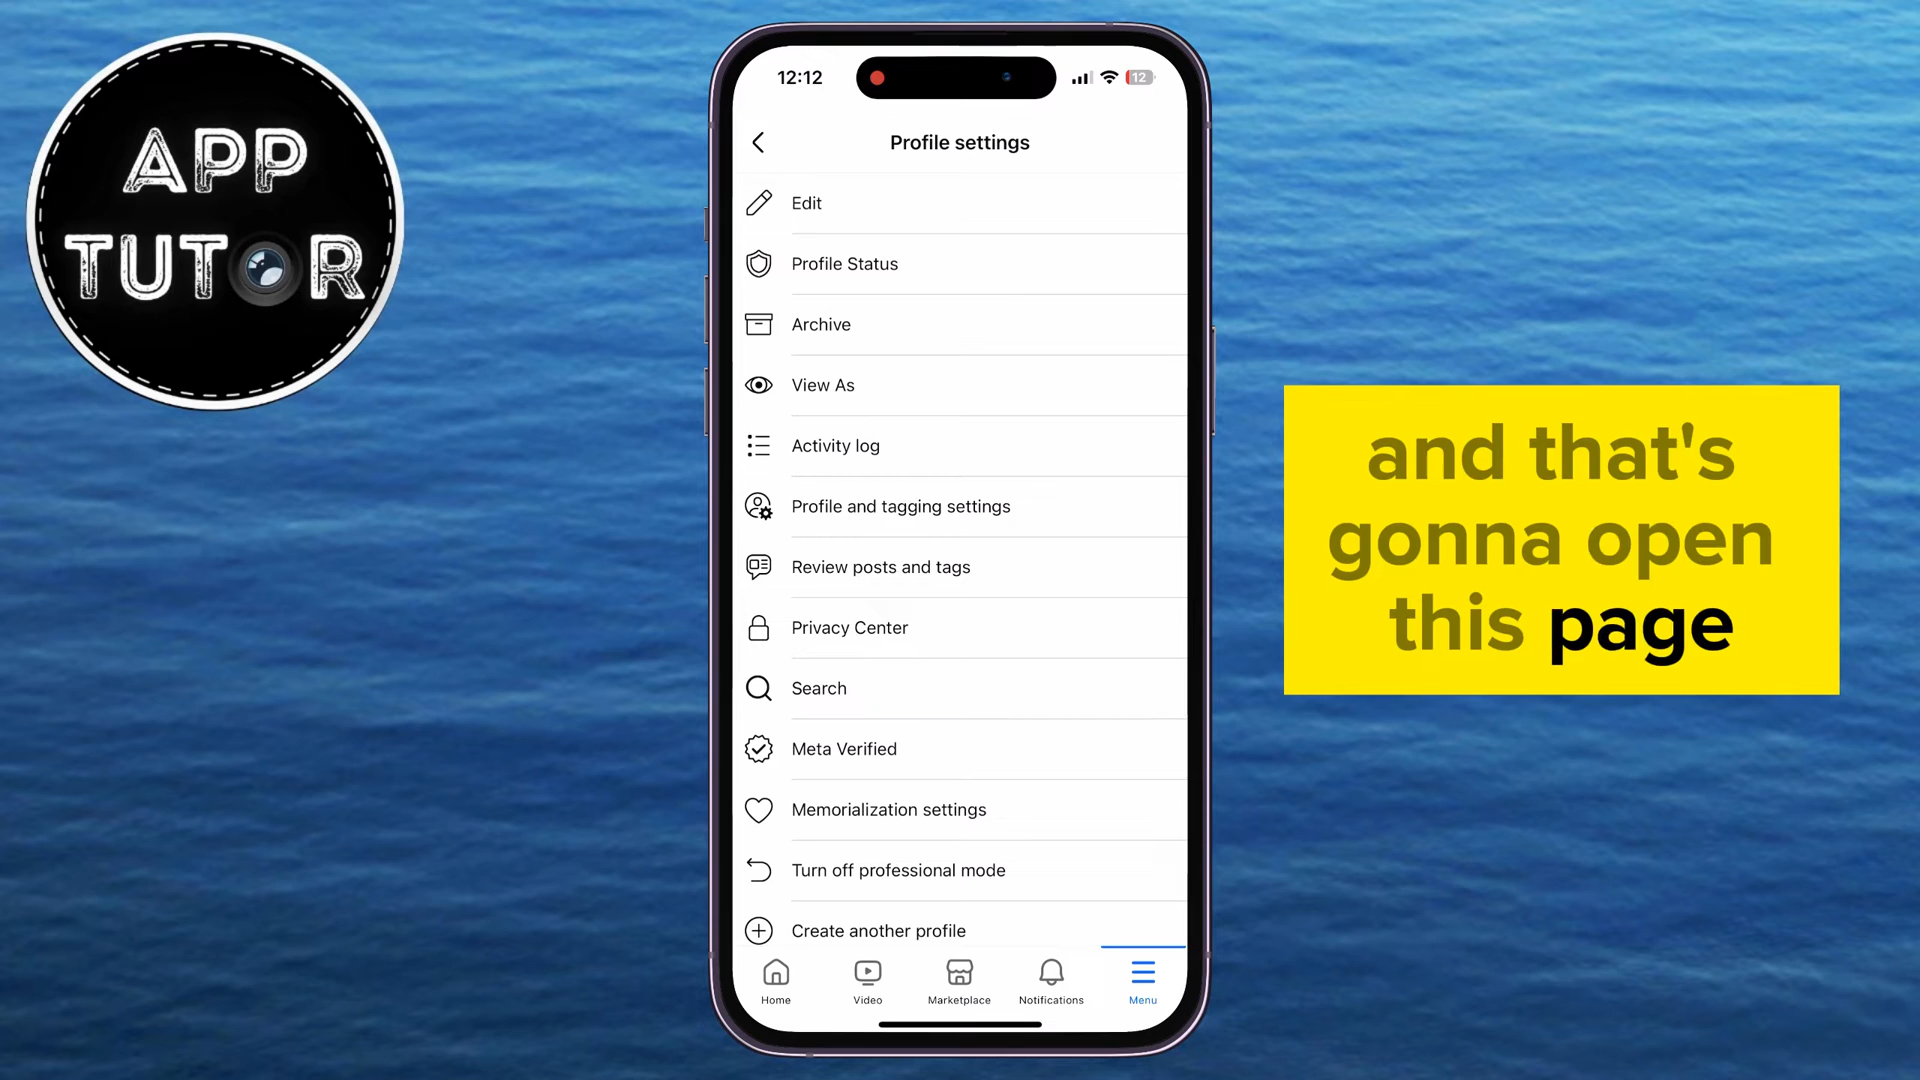 APP
TUTOR
12:12
12
Profile settings
Edit
Profile Status
Archive
View As
Activity log
Profile and tagging settings
Review posts and tags
Privacy Center
Search
Meta Verified
Memorialization settings
Turn off professional mode
Create another profile
Home Video Marketplace Notifications Menu
and that's
gonna open
this page